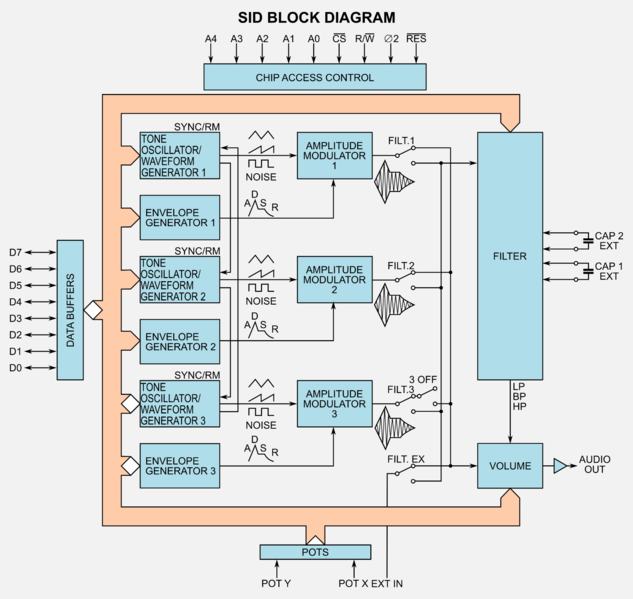 SID BLOCK DIAGRAM
A4 A3 A2 A1 A0 CS R/W ∅2 RES
CHIP ACCESS CONTROL
SYNC/RM
TONE
OSCILLATOR/
WAVEFORM
GENERATOR 1
NOISE
AMPLITUDE
MODULATOR
1
FILT.1
ENVELOPE
GENERATOR 1
A D S R
SYNC/RM
TONE
OSCILLATOR/
WAVEFORM
GENERATOR 2
NOISE
AMPLITUDE
MODULATOR
2
FILT.2
ENVELOPE
GENERATOR 2
A D S R
SYNC/RM
TONE
OSCILLATOR/
WAVEFORM
GENERATOR 3
NOISE
AMPLITUDE
MODULATOR
3
FILT.3
3 OFF
ENVELOPE
GENERATOR 3
A D S R
FILT. EX
D7
D6
D5
D4
D3
D2
D1
D0
DATA BUFFERS
FILTER
CAP 2
EXT
CAP 1
EXT
LP
BP
HP
VOLUME
AUDIO
OUT
POTS
POT Y
POT X
EXT IN